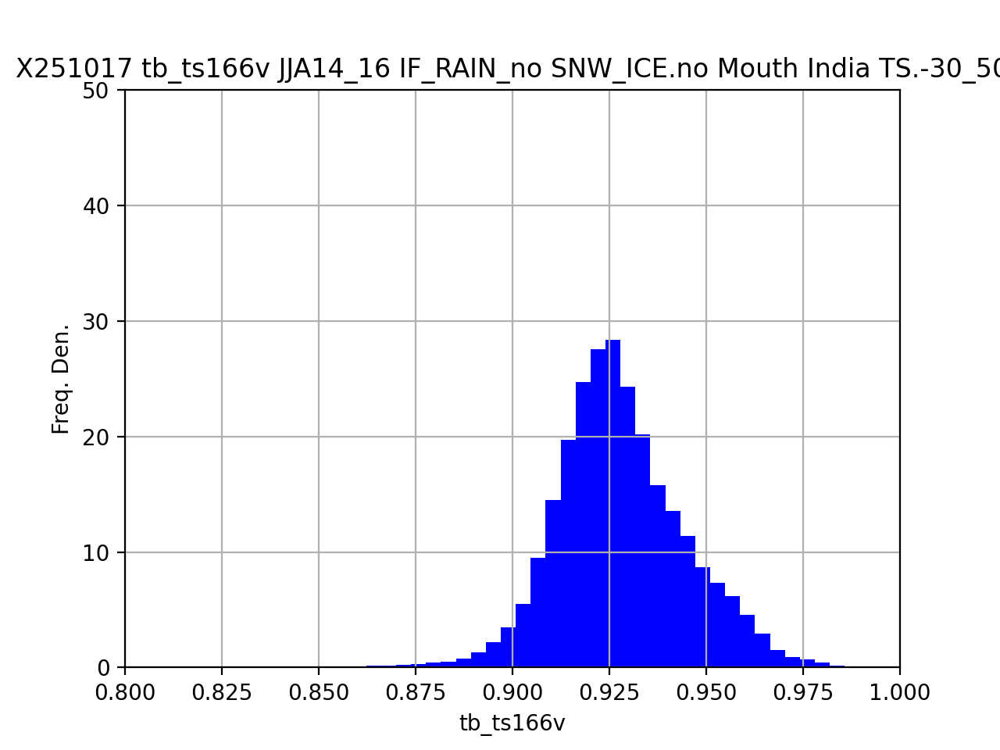 X251017 tb_ts166v JJA14_16 IF_RAIN_no SNW_ICE.no Mouth India TS.-30_50
50
40
30
20
10
0
Freq. Den.
0.800 0.825 0.850 0.875 0.900 0.925 0.950 0.975 1.000
tb_ts166v